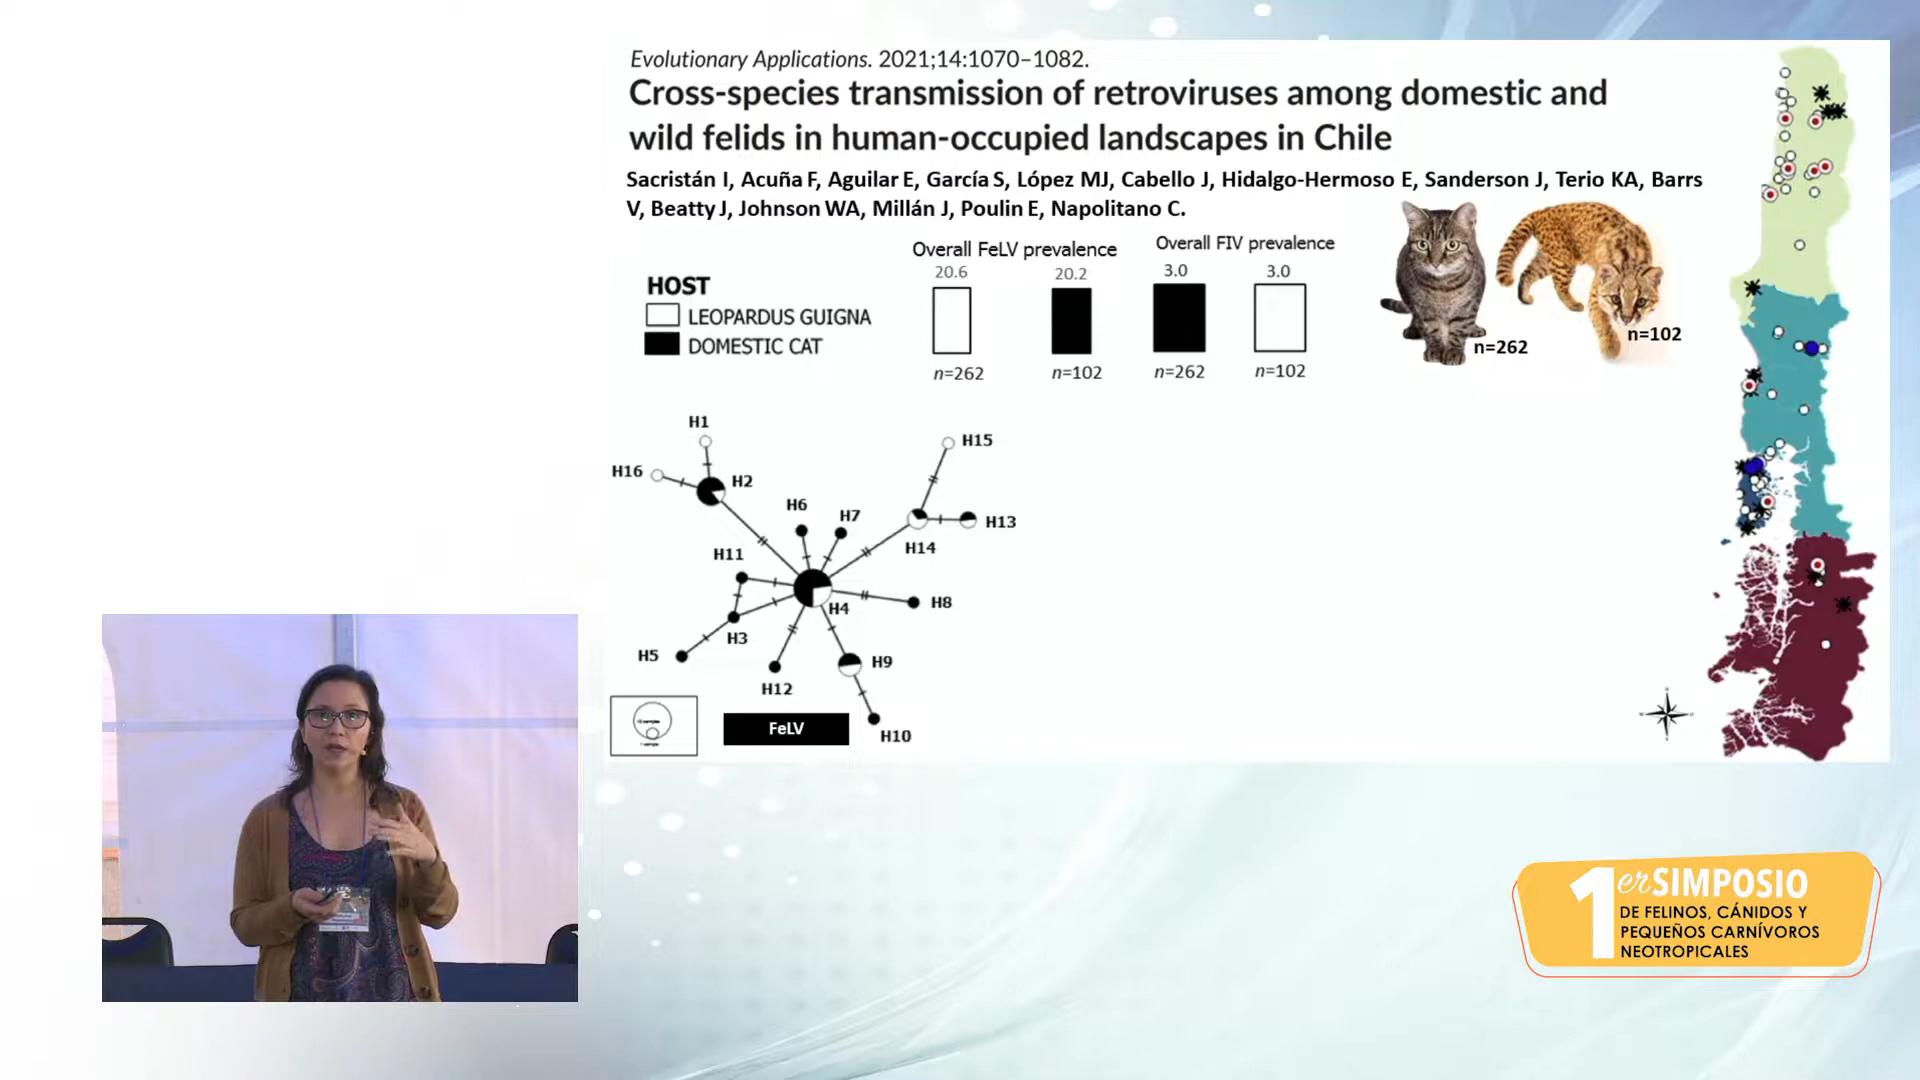 Evolutionary Applications. 2021;14:1070–1082.
Cross-species transmission of retroviruses among domestic and
wild felids in human-occupied landscapes in Chile
Sacristán I, Acuña F, Aguilar E, García S, López MJ, Cabello J, Hidalgo-Hermoso E, Sanderson J, Terio KA, Barrs
V, Beatty J, Johnson WA, Millán J, Poulin E, Napolitano C.
HOST
LEOPARDUS GUIGNA
DOMESTIC CAT
Overall FeLV prevalence
20.6
20.2
n=262
n=102
Overall FIV prevalence
3.0
3.0
n=262
n=102
n=262
n=102
H1
H16
H2
H15
H6
H7
H13
H14
H11
H4
H8
H3
H5
H9
H12
H10
FeLV
1er SIMPOSIO
DE FELINOS, CÁNIDOS Y
PEQUEÑOS CARNÍVOROS
NEOTROPICALES